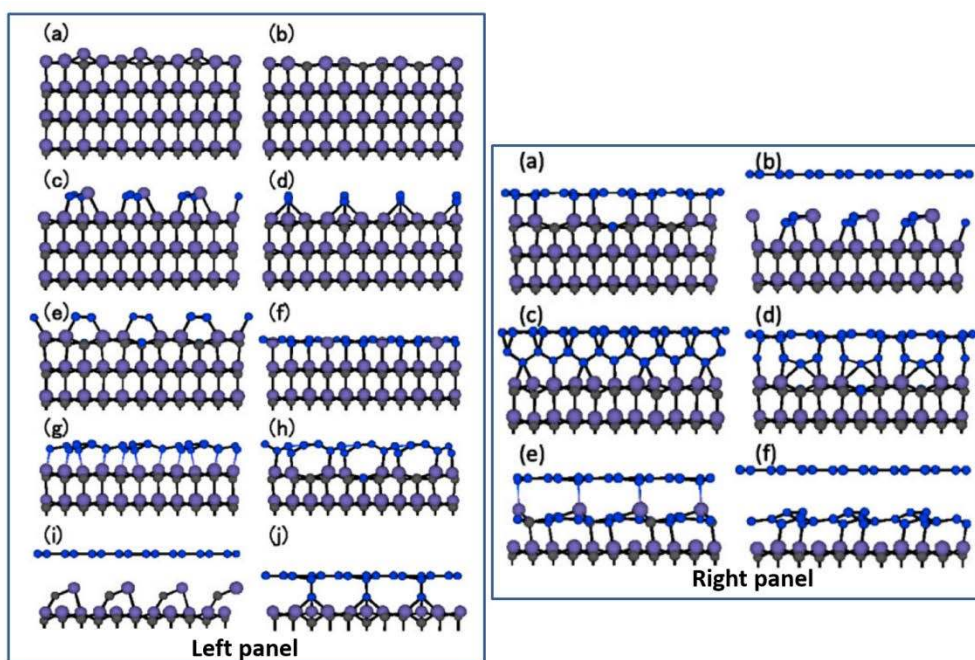 (a) (b)
(c) (d)
(e) (f)
(g) (h)
(i) (j)
Left panel
(a) (b)
(c) (d)
(e) (f)
Right panel